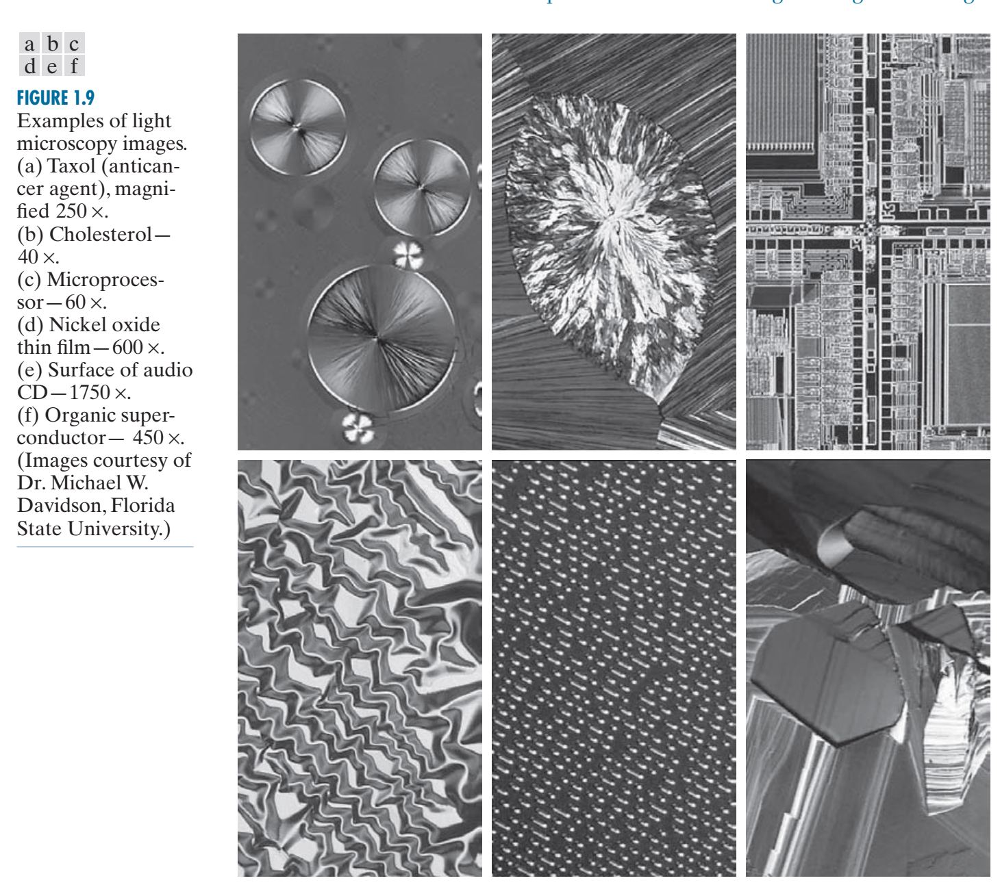 a b c
d e f
FIGURE 1.9
Examples of light
microscopy images.
(a) Taxol (antican-
cer agent), magni-
fied 250 ×.
(b) Cholesterol—
40 ×.
(c) Microproces-
sor—60 ×.
(d) Nickel oxide
thin film—600 ×.
(e) Surface of audio
CD—1750 ×.
(f) Organic super-
conductor— 450 ×.
(Images courtesy of
Dr. Michael W.
Davidson, Florida
State University.)